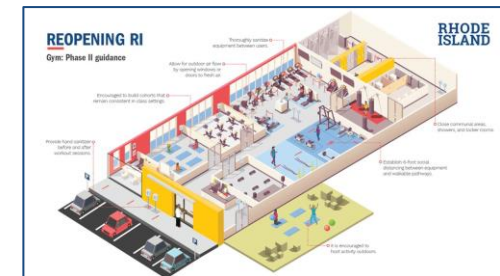 REOPENING RI
Gym: Phase II guidance
RHODE
ISLAND
Thoroughly sanitize
equipment between users.
Allow for outdoor air flow
by opening windows or
doors to fresh air.
Encouraged to build cohorts that
remain consistent in class settings
Provide hand sanitizer
before and after
workout sessions.
Close communal areas,
showers, and locker rooms
Establish 6 foot social
distancing between equipment
and walkable pathways.
It is encouraged to
host activity outdoors.